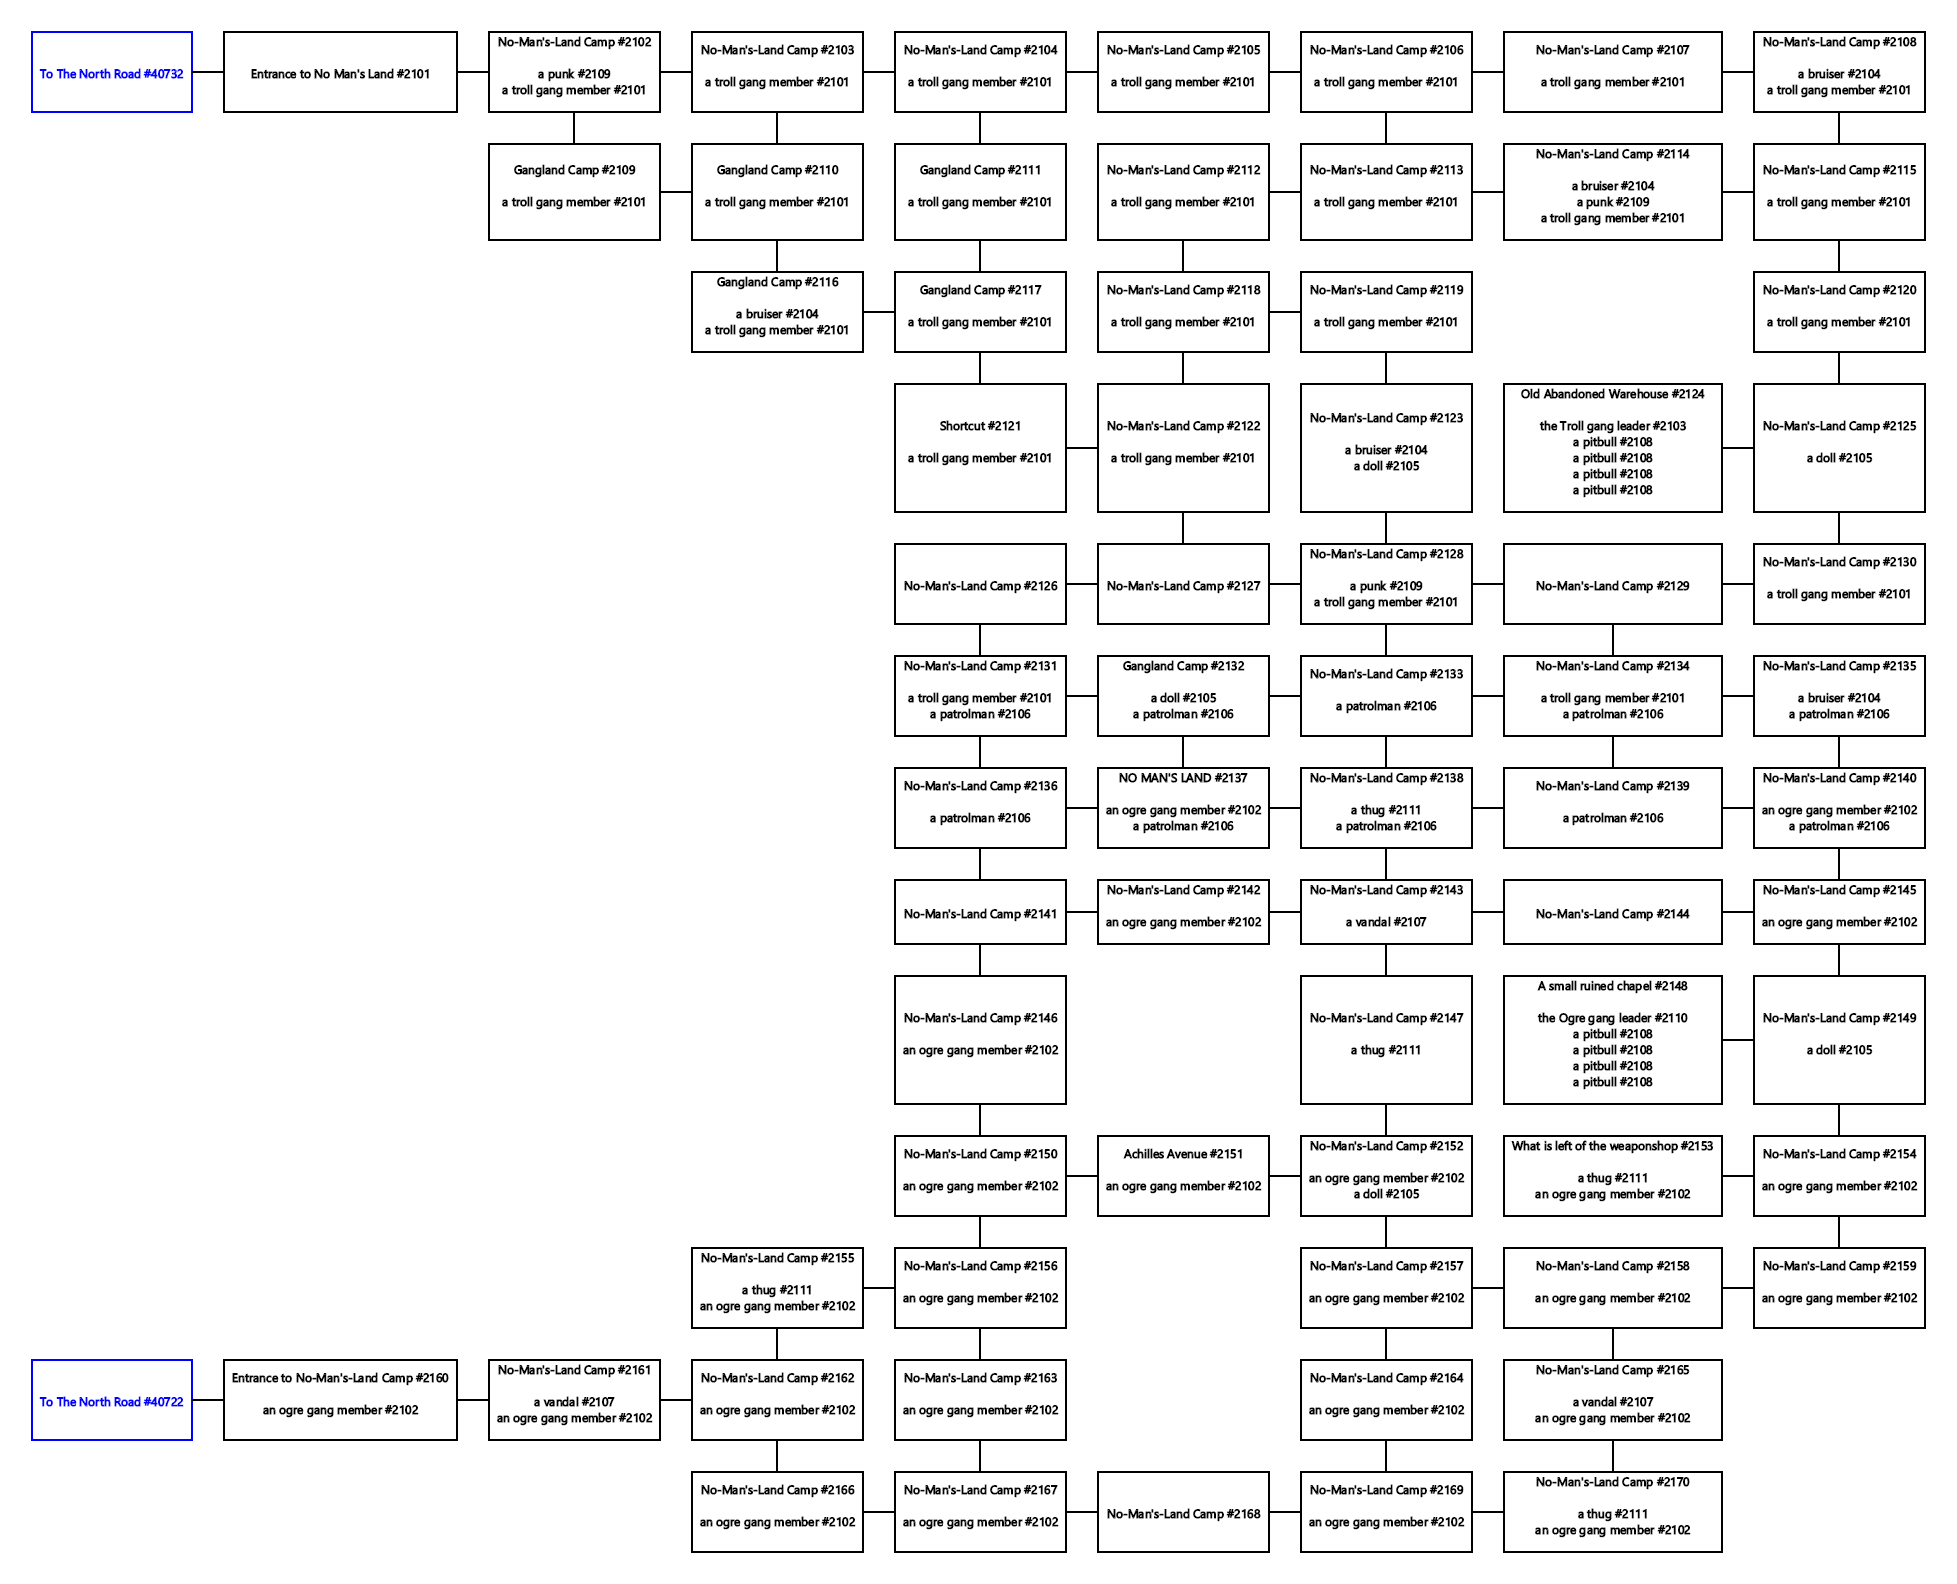 To The North Road #40732
Entrance to No Man's Land #2101
No-Man's-Land Camp #2102
a punk #2109
a troll gang member #2101
No-Man's-Land Camp #2103
a troll gang member #2101
No-Man's-Land Camp #2104
a troll gang member #2101
No-Man's-Land Camp #2105
a troll gang member #2101
No-Man's-Land Camp #2106
a troll gang member #2101
No-Man's-Land Camp #2107
a troll gang member #2101
No-Man's-Land Camp #2108
a bruiser #2104
a troll gang member #2101
Gangland Camp #2109
a troll gang member #2101
Gangland Camp #2110
a troll gang member #2101
Gangland Camp #2111
a troll gang member #2101
No-Man's-Land Camp #2112
a troll gang member #2101
No-Man's-Land Camp #2113
a troll gang member #2101
No-Man's-Land Camp #2114
a bruiser #2104
a punk #2109
a troll gang member #2101
No-Man's-Land Camp #2115
a troll gang member #2101
Gangland Camp #2116
a bruiser #2104
a troll gang member #2101
Gangland Camp #2117
a troll gang member #2101
No-Man's-Land Camp #2118
a troll gang member #2101
No-Man's-Land Camp #2119
a troll gang member #2101
No-Man's-Land Camp #2120
a troll gang member #2101
Shortcut #2121
a troll gang member #2101
No-Man's-Land Camp #2122
a troll gang member #2101
No-Man's-Land Camp #2123
a bruiser #2104
a doll #2105
Old Abandoned Warehouse #2124
the Troll gang leader #2103
a pitbull #2108
a pitbull #2108
a pitbull #2108
a pitbull #2108
No-Man's-Land Camp #2125
a doll #2105
No-Man's-Land Camp #2126
No-Man's-Land Camp #2127
No-Man's-Land Camp #2128
a punk #2109
a troll gang member #2101
No-Man's-Land Camp #2129
No-Man's-Land Camp #2130
a troll gang member #2101
No-Man's-Land Camp #2131
a troll gang member #2101
a patrolman #2106
Gangland Camp #2132
a doll #2105
a patrolman #2106
No-Man's-Land Camp #2133
a patrolman #2106
No-Man's-Land Camp #2134
a troll gang member #2101
a patrolman #2106
No-Man's-Land Camp #2135
a bruiser #2104
a patrolman #2106
No-Man's-Land Camp #2136
a patrolman #2106
NO MAN'S LAND #2137
an ogre gang member #2102
a patrolman #2106
No-Man's-Land Camp #2138
a thug #2111
a patrolman #2106
No-Man's-Land Camp #2139
a patrolman #2106
No-Man's-Land Camp #2140
an ogre gang member #2102
a patrolman #2106
No-Man's-Land Camp #2141
No-Man's-Land Camp #2142
an ogre gang member #2102
No-Man's-Land Camp #2143
a vandal #2107
No-Man's-Land Camp #2144
No-Man's-Land Camp #2145
an ogre gang member #2102
No-Man's-Land Camp #2146
an ogre gang member #2102
No-Man's-Land Camp #2147
a thug #2111
A small ruined chapel #2148
the Ogre gang leader #2110
a pitbull #2108
a pitbull #2108
a pitbull #2108
a pitbull #2108
No-Man's-Land Camp #2149
a doll #2105
No-Man's-Land Camp #2150
an ogre gang member #2102
Achilles Avenue #2151
an ogre gang member #2102
No-Man's-Land Camp #2152
an ogre gang member #2102
a doll #2105
What is left of the weaponshop #2153
a thug #2111
an ogre gang member #2102
No-Man's-Land Camp #2154
an ogre gang member #2102
No-Man's-Land Camp #2155
a thug #2111
an ogre gang member #2102
No-Man's-Land Camp #2156
an ogre gang member #2102
No-Man's-Land Camp #2157
an ogre gang member #2102
No-Man's-Land Camp #2158
an ogre gang member #2102
No-Man's-Land Camp #2159
an ogre gang member #2102
To The North Road #40722
Entrance to No-Man's-Land Camp #2160
an ogre gang member #2102
No-Man's-Land Camp #2161
a vandal #2107
an ogre gang member #2102
No-Man's-Land Camp #2162
an ogre gang member #2102
No-Man's-Land Camp #2163
an ogre gang member #2102
No-Man's-Land Camp #2164
an ogre gang member #2102
No-Man's-Land Camp #2165
a vandal #2107
an ogre gang member #2102
No-Man's-Land Camp #2166
an ogre gang member #2102
No-Man's-Land Camp #2167
an ogre gang member #2102
No-Man's-Land Camp #2168
No-Man's-Land Camp #2169
an ogre gang member #2102
No-Man's-Land Camp #2170
a thug #2111
an ogre gang member #2102